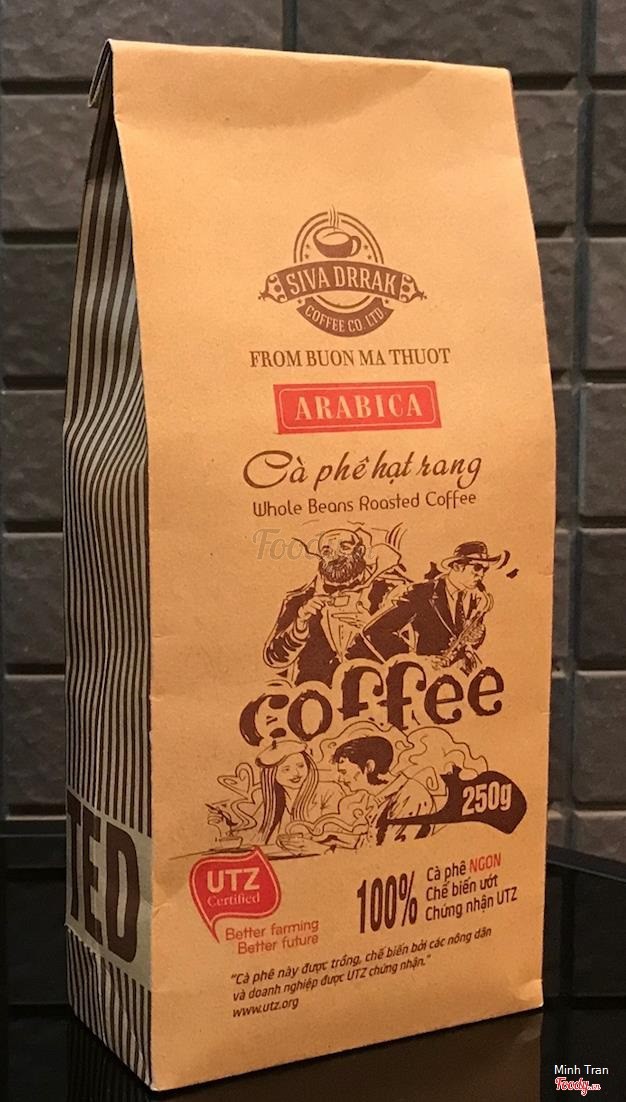 SIVA DRRAK
COFFEE CO. LTD.
FROM BUON MA THUOT
ARABICA
Cà phê hạt rang
Whole Beans Roasted Coffee
coffee
250g
TED
UTZ
Certified
Better farming
Better future
100%
Cà phê NGON
Chế biến ướt
Chứng nhận UTZ
"Cà phê này được trồng, chế biến bởi các nông dân
và doanh nghiệp được UTZ chứng nhận."
www.utz.org
Minh Tran
Foody.vn